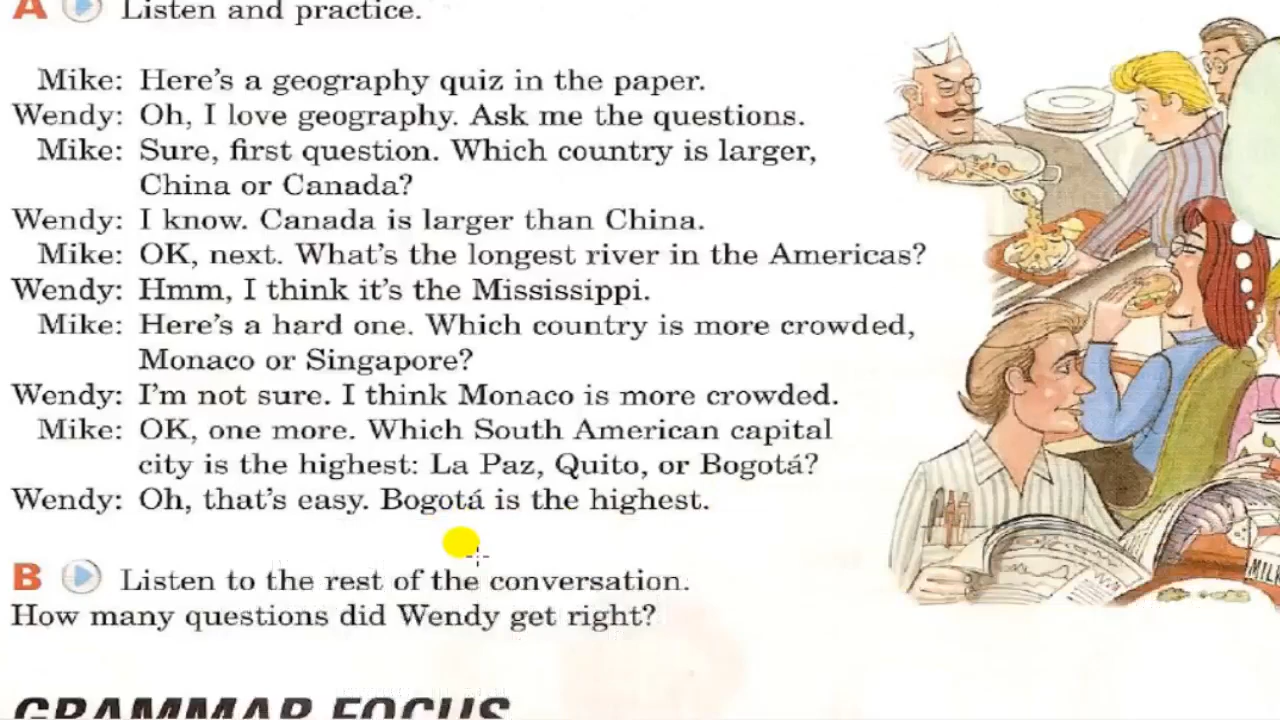 A Listen and practice.
Mike: Here's a geography quiz in the paper.
Wendy: Oh, I love geography. Ask me the questions.
Mike: Sure, first question. Which country is larger,
China or Canada?
Wendy: I know. Canada is larger than China.
Mike: OK, next. What's the longest river in the Americas?
Wendy: Hmm, I think it's the Mississippi.
Mike: Here's a hard one. Which country is more crowded,
Monaco or Singapore?
Wendy: I'm not sure. I think Monaco is more crowded.
Mike: OK, one more. Which South American capital
city is the highest: La Paz, Quito, or Bogotá?
Wendy: Oh, that's easy. Bogotá is the highest.
B Listen to the rest of the conversation.
How many questions did Wendy get right?
GRAMMAR FOCUS
MILK